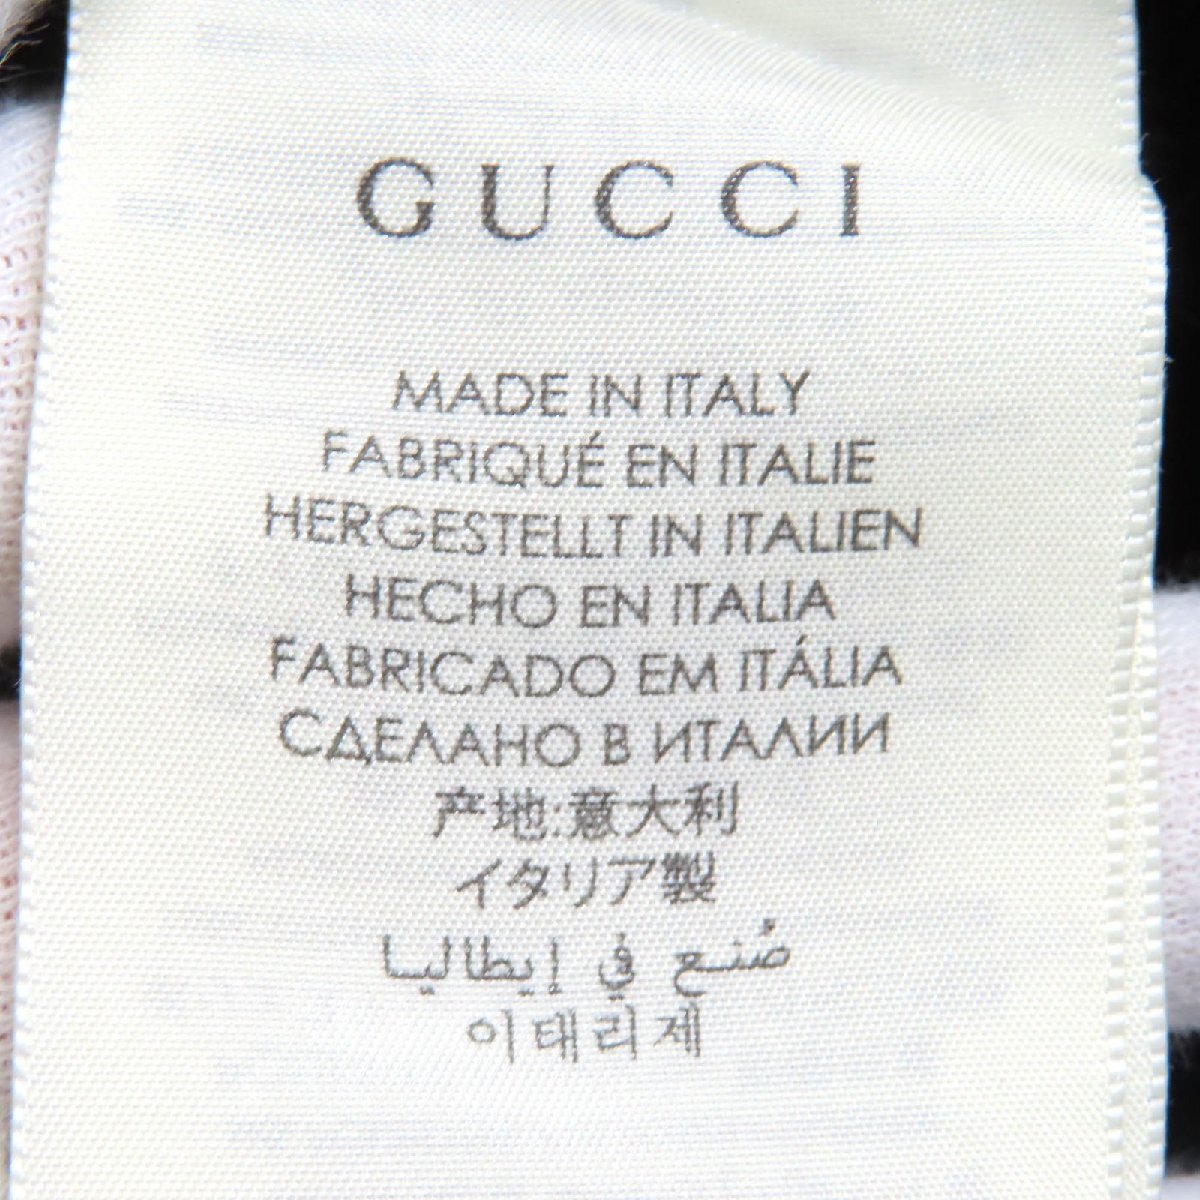 GUCCI
MADE IN ITALY
FABRIQUÉ EN ITALIE
HERGESTELLT IN ITALIEN
HECHO EN ITALIA
FABRICADO EM ITÁLIA
СДЕЛАНО В ИТАЛИИ
产地:意大利
イタリア製
صُنع في إيطاليا
이태리제